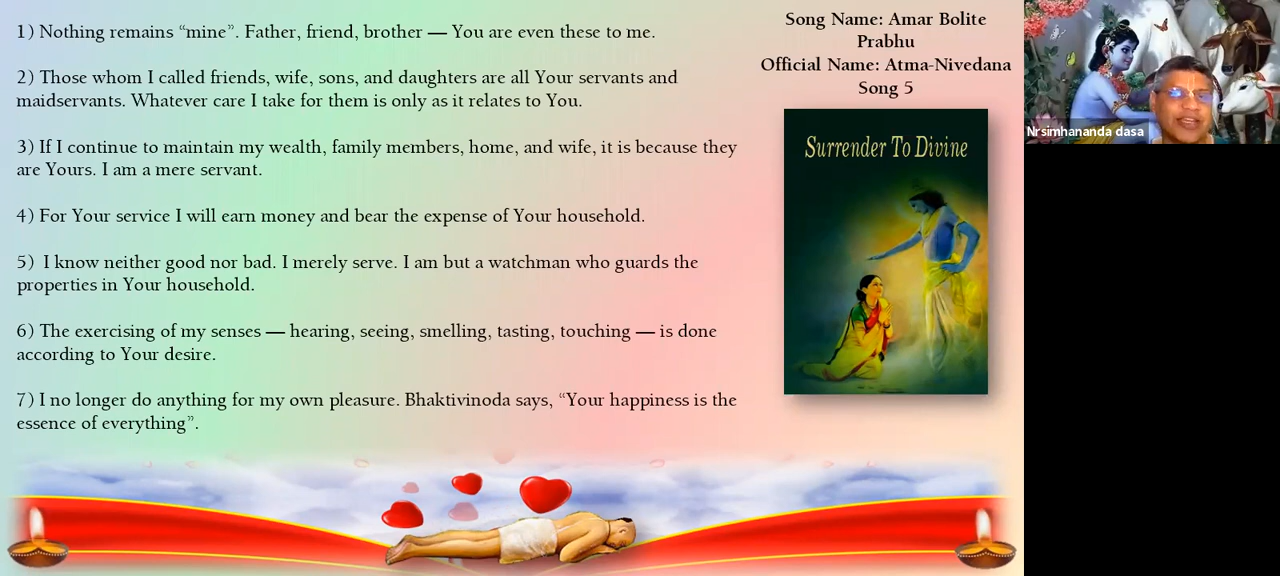 1) Nothing remains “mine”. Father, friend, brother — You are even these to me.
2) Those whom I called friends, wife, sons, and daughters are all Your servants and
maidservants. Whatever care I take for them is only as it relates to You.
3) If I continue to maintain my wealth, family members, home, and wife, it is because they
are Yours. I am a mere servant.
4) For Your service I will earn money and bear the expense of Your household.
5)  I know neither good nor bad. I merely serve. I am but a watchman who guards the
properties in Your household.
6) The exercising of my senses — hearing, seeing, smelling, tasting, touching — is done
according to Your desire.
7) I no longer do anything for my own pleasure. Bhaktivinoda says, “Your happiness is the
essence of everything”.
Song Name: Amar Bolite
Prabhu
Official Name: Atma-Nivedana
Song 5
Surrender To Divine
Nrsimhananda dasa